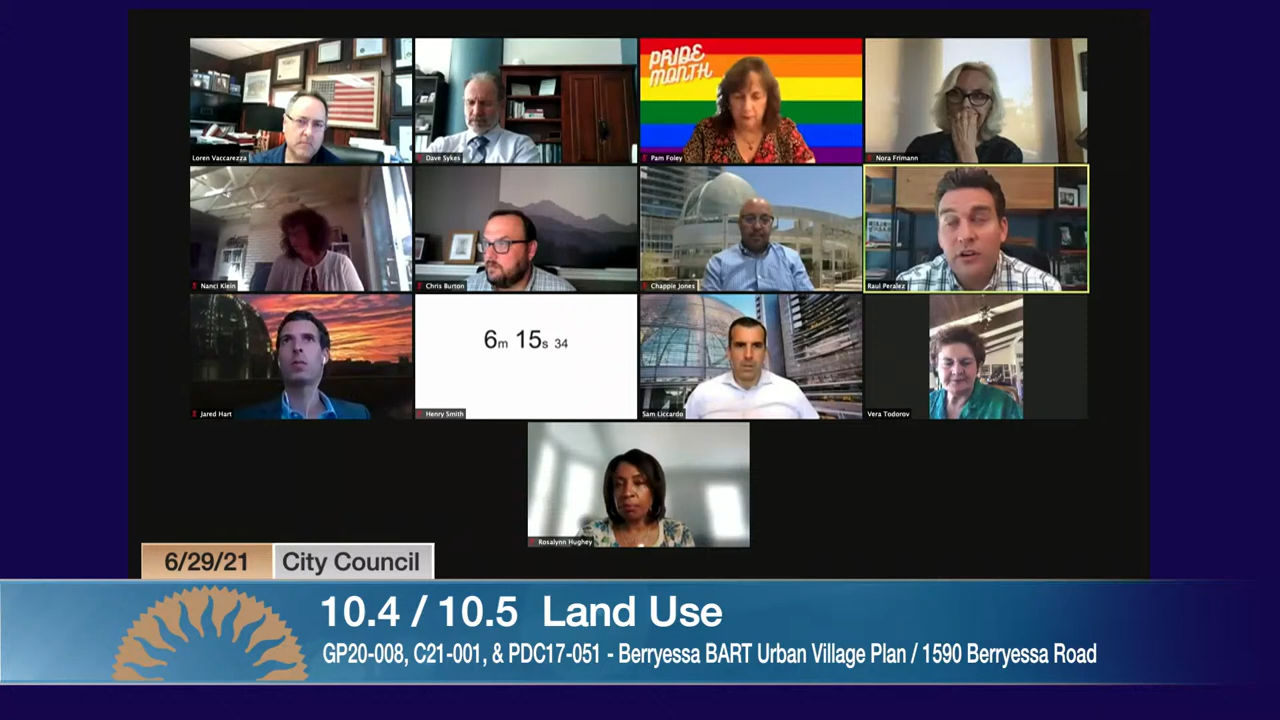 PRIDE
MONTH
Loren Vaccarezza
Dave Sykes
Pam Foley
Nora Frimann
Nanci Klein
Chris Burton
Chappie Jones
Raul Peralez
6m 15s 34
Jared Hart
Henry Smith
Sam Liccardo
Vera Todorov
Rosalynn Hughey
6/29/21 City Council
10.4 / 10.5 Land Use
GP20-008, C21-001, & PDC17-051 - Berryessa BART Urban Village Plan / 1590 Berryessa Road